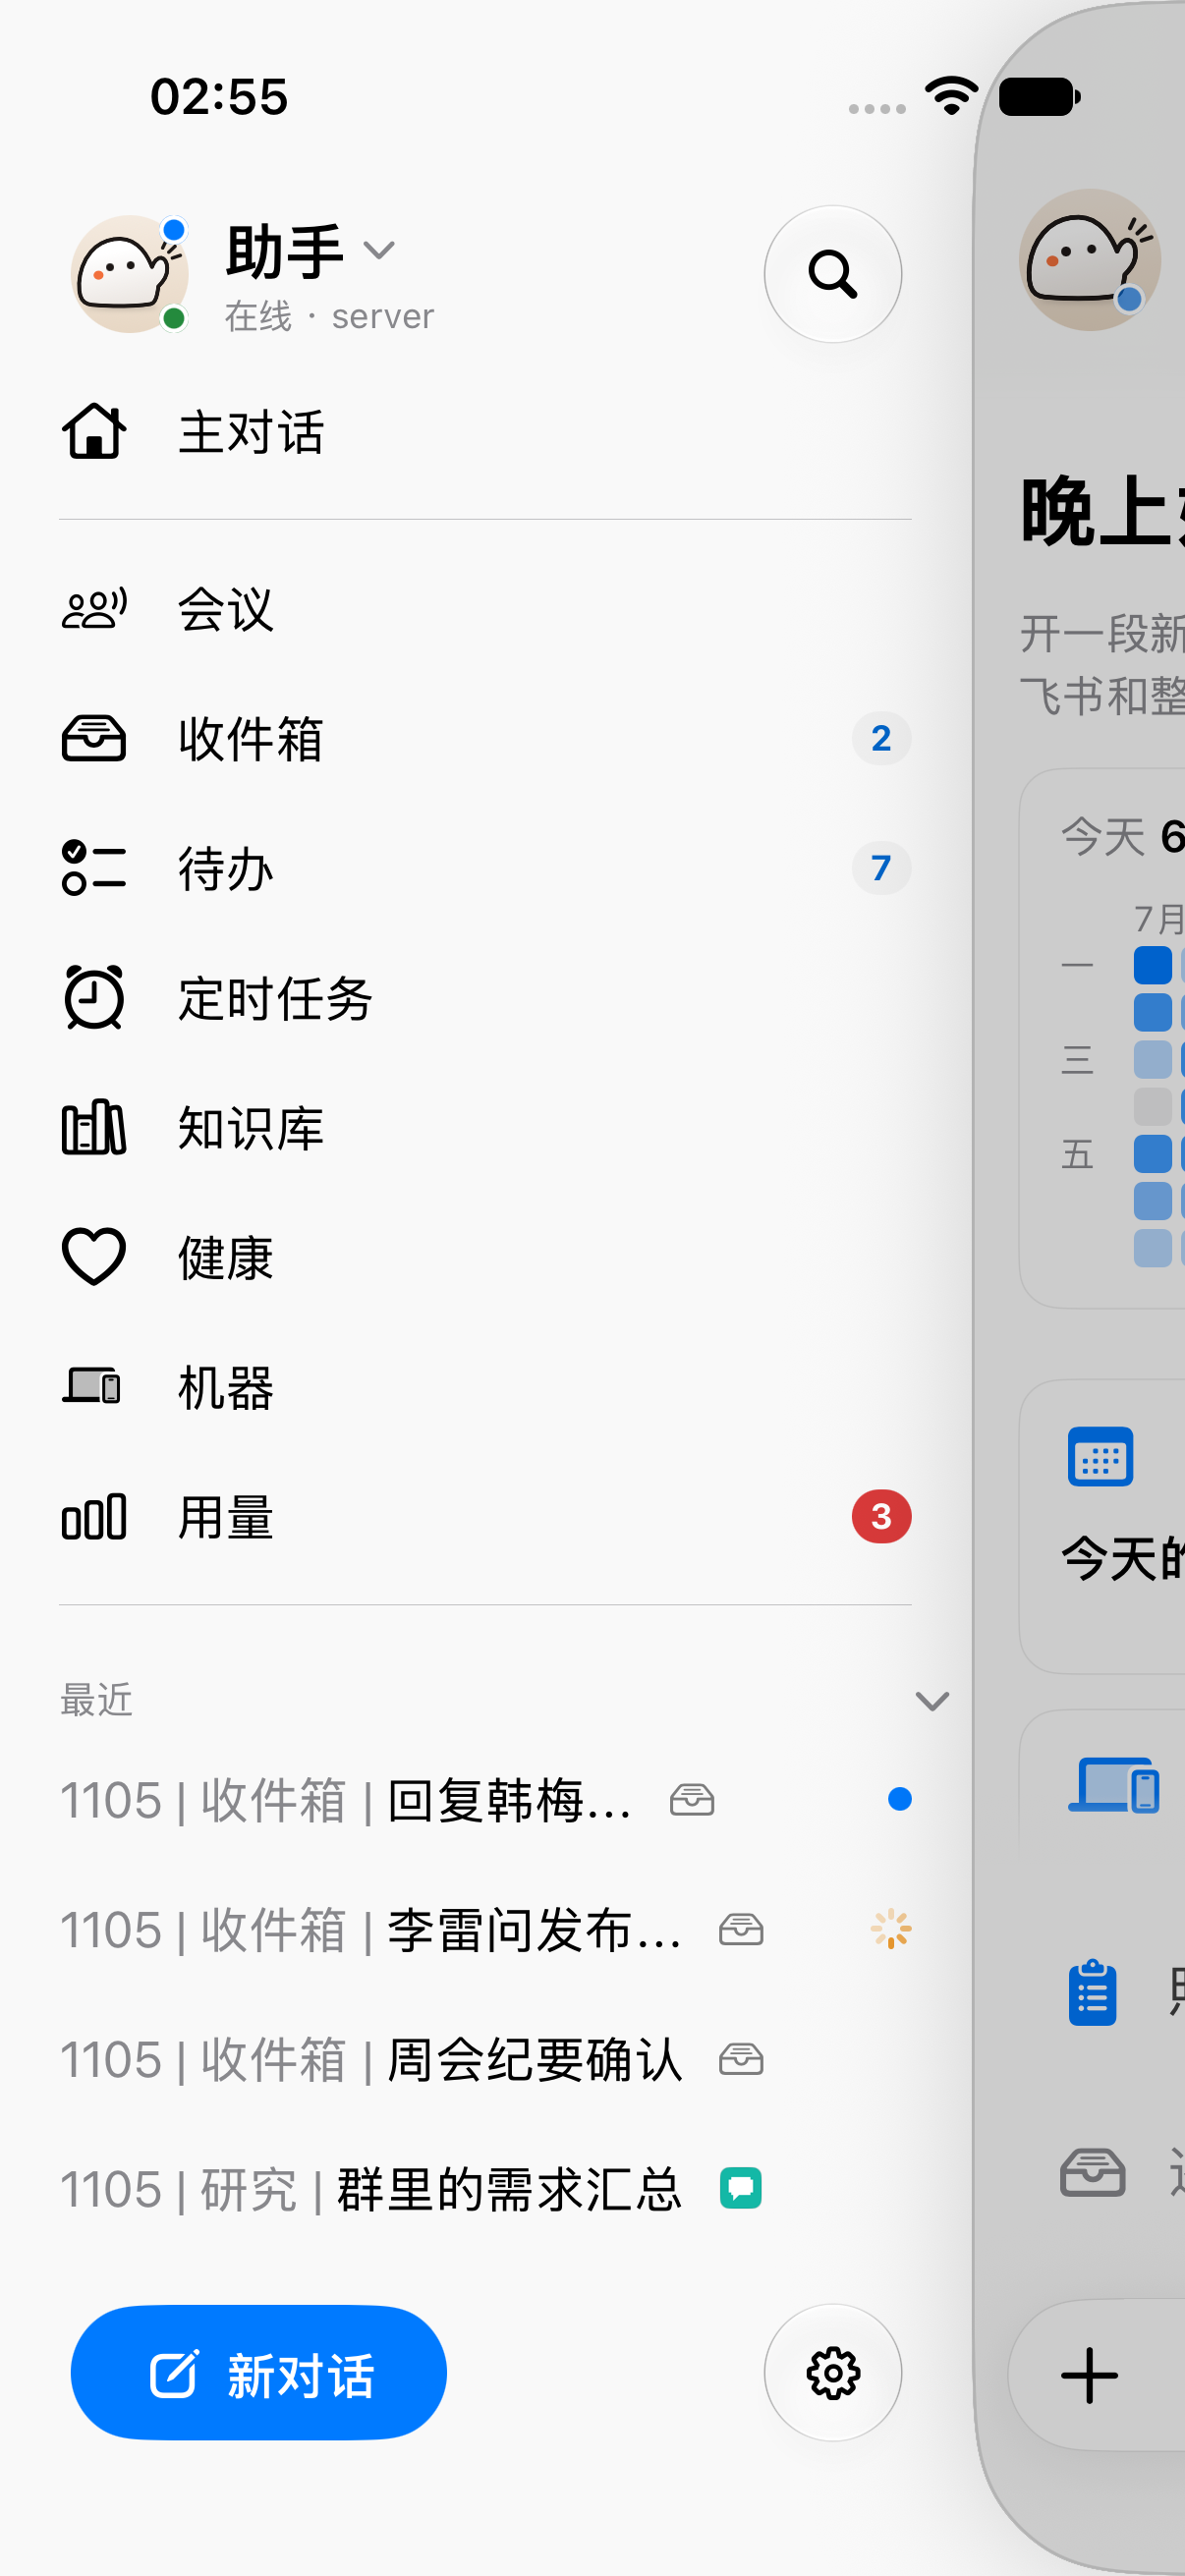 02:55
助手
在线 · server
主对话
会议
收件箱 2
待办 7
定时任务
知识库
健康
机器
用量 3
最近
1105 | 收件箱 | 回复韩梅...
1105 | 收件箱 | 李雷问发布...
1105 | 收件箱 | 周会纪要确认
1105 | 研究 | 群里的需求汇总
新对话
晚上
开一段新
飞书和整
今天 6
7月
一
三
五
今天的